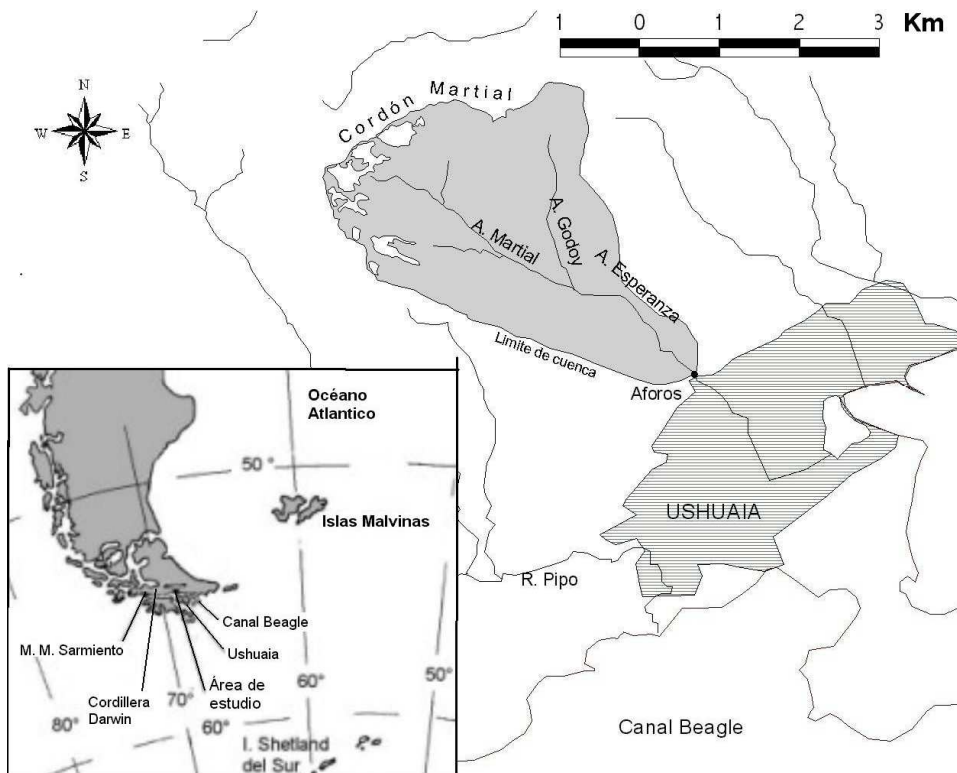 1 0 1 2 3 Km
N
W E
S
Cordón Martial
A. Martial
A. Godoy
A. Esperanza
Limite de cuenca
Aforos
USHUAIA
R. Pipo
Canal Beagle
Océano
Atlantico
50°
Islas Malvinas
Canal Beagle
M. M. Sarmiento
Ushuaia
Cordillera
Darwin
Área de
estudio
80°
70°
60°
60°
50°
I. Shetland
del Sur